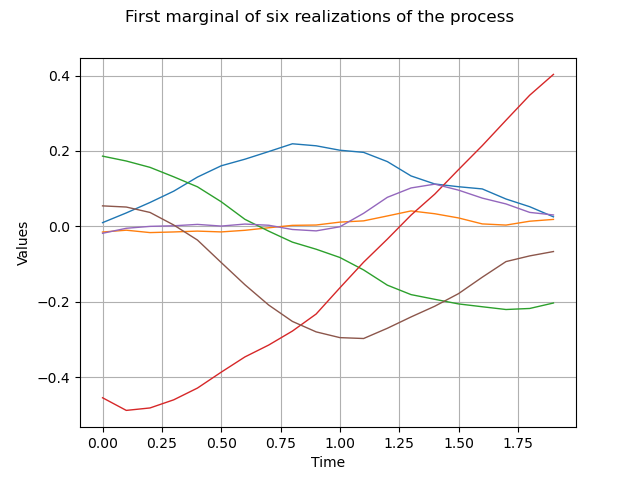 First marginal of six realizations of the process
0.4
0.2
0.0
−0.2
−0.4
Values
0.00 0.25 0.50 0.75 1.00 1.25 1.50 1.75
Time